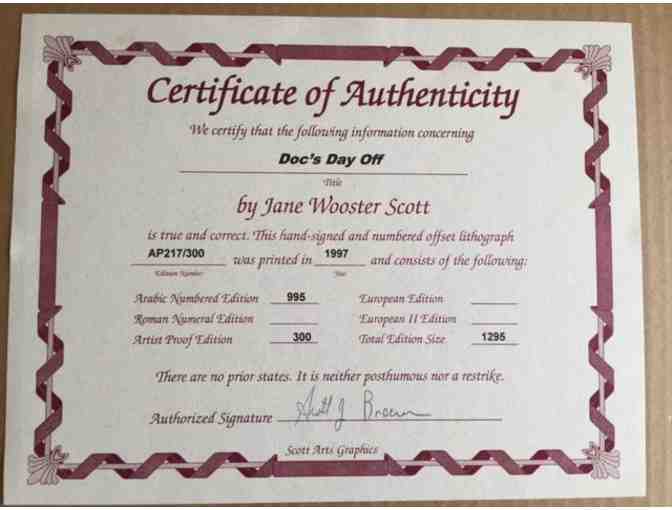 Certificate of Authenticity
We certify that the following information concerning
Doc's Day Off
Title
by Jane Wooster Scott
is true and correct. This hand-signed and numbered offset lithograph
AP217/300 was printed in 1997 and consists of the following:
Edition Number Year
Arabic Numbered Edition 995 European Edition
Roman Numeral Edition European II Edition
Artist Proof Edition 300 Total Edition Size 1295
There are no prior states. It is neither posthumous nor a restrike.
Authorized Signature Scott J Brown
Scott Arts Graphics